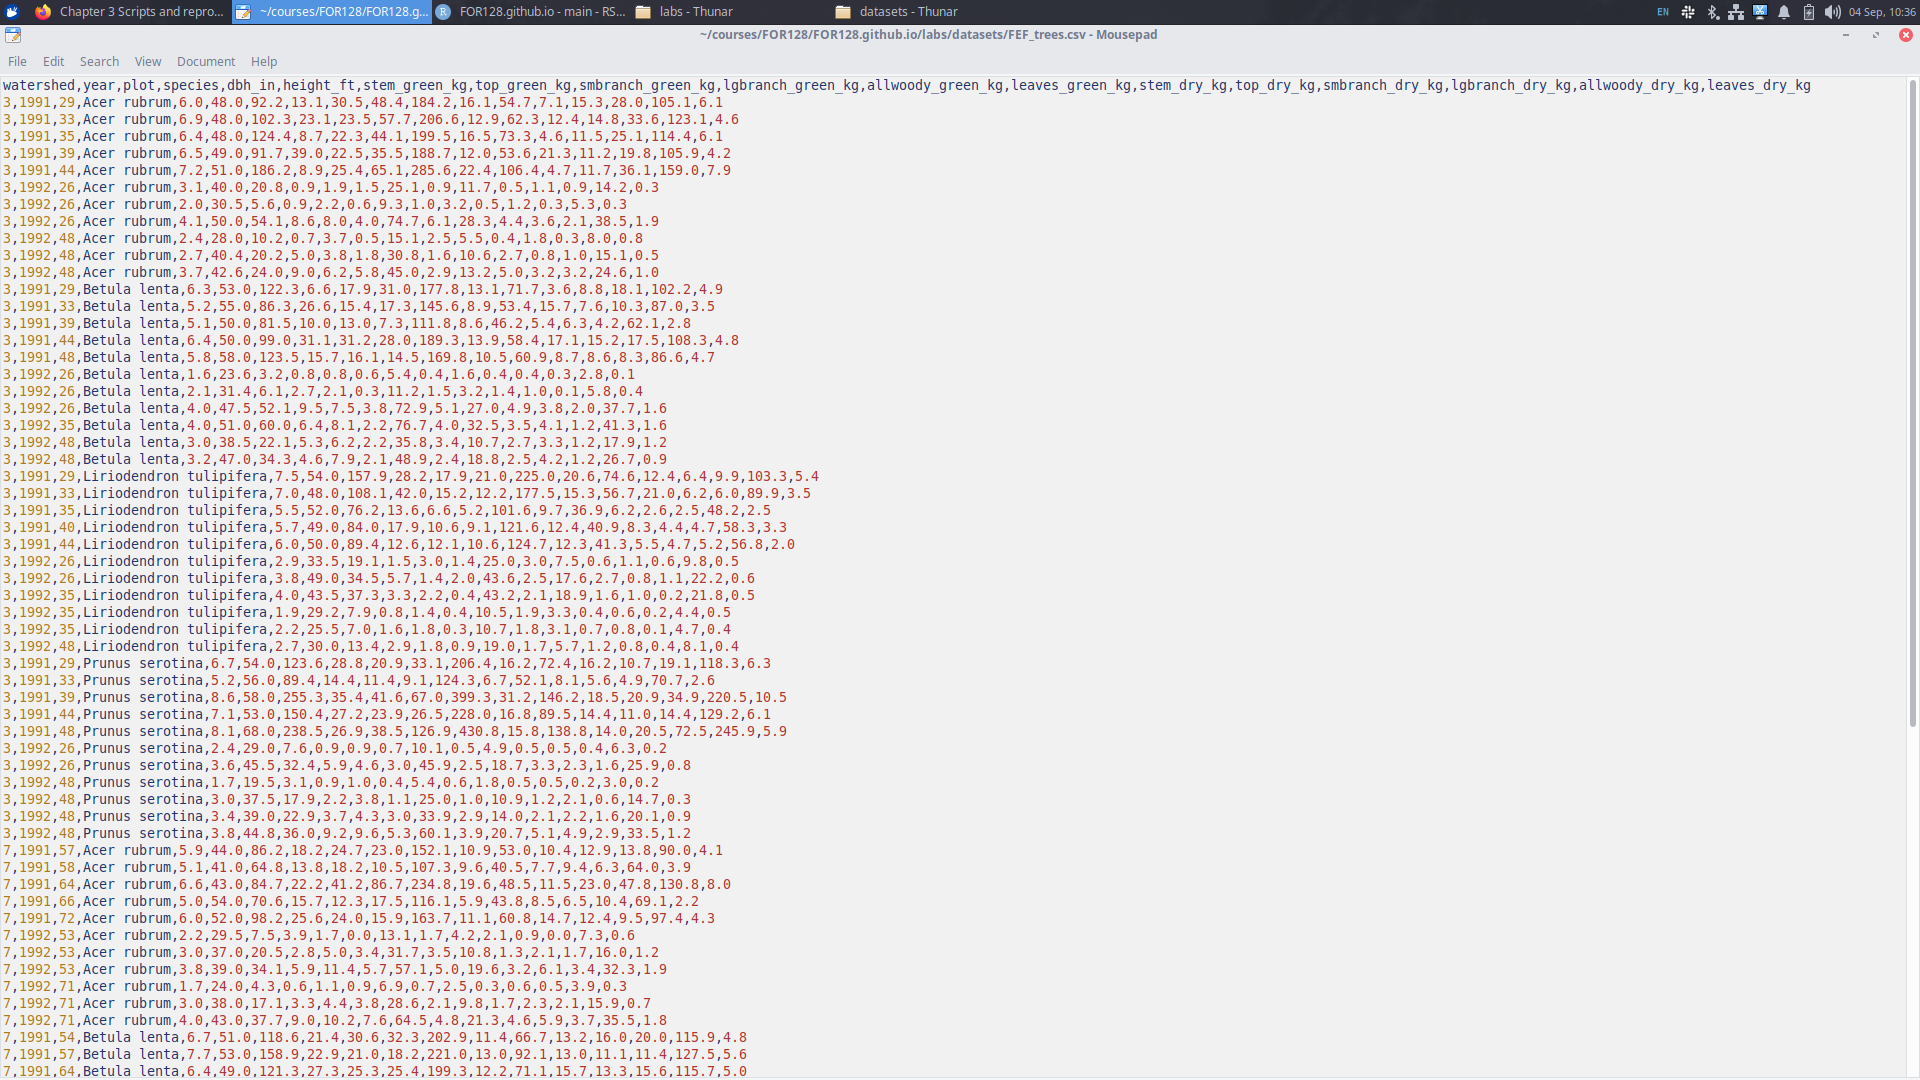 Chapter 3 Scripts and repro... ~/courses/FOR128/FOR128.g... FOR128.github.io - main - RS... labs - Thunar datasets - Thunar EN 04 Sep, 10:36
~/courses/FOR128/FOR128.github.io/labs/datasets/FEF_trees.csv - Mousepad
File Edit Search View Document Help
watershed,year,plot,species,dbh_in,height_ft,stem_green_kg,top_green_kg,smbranch_green_kg,lgbranch_green_kg,allwoody_green_kg,leaves_green_kg,stem_dry_kg,top_dry_kg,smbranch_dry_kg,lgbranch_dry_kg,allwoody_dry_kg,leaves_dry_kg
3,1991,29,Acer rubrum,6.0,48.0,92.2,13.1,30.5,48.4,184.2,16.1,54.7,7.1,15.3,28.0,105.1,6.1
3,1991,33,Acer rubrum,6.9,48.0,102.3,23.1,23.5,57.7,206.6,12.9,62.3,12.4,14.8,33.6,123.1,4.6
3,1991,35,Acer rubrum,6.4,48.0,124.4,8.7,22.3,44.1,199.5,16.5,73.3,4.6,11.5,25.1,114.4,6.1
3,1991,39,Acer rubrum,6.5,49.0,91.7,39.0,22.5,35.5,188.7,12.0,53.6,21.3,11.2,19.8,105.9,4.2
3,1991,44,Acer rubrum,7.2,51.0,186.2,8.9,25.4,65.1,285.6,22.4,106.4,4.7,11.7,36.1,159.0,7.9
3,1992,26,Acer rubrum,3.1,40.0,20.8,0.9,1.9,1.5,25.1,0.9,11.7,0.5,1.1,0.9,14.2,0.3
3,1992,26,Acer rubrum,2.0,30.5,5.6,0.9,2.2,0.6,9.3,1.0,3.2,0.5,1.2,0.3,5.3,0.3
3,1992,26,Acer rubrum,4.1,50.0,54.1,8.6,8.0,4.0,74.7,6.1,28.3,4.4,3.6,2.1,38.5,1.9
3,1992,48,Acer rubrum,2.4,28.0,10.2,0.7,3.7,0.5,15.1,2.5,5.5,0.4,1.8,0.3,8.0,0.8
3,1992,48,Acer rubrum,2.7,40.4,20.2,5.0,3.8,1.8,30.8,1.6,10.6,2.7,0.8,1.0,15.1,0.5
3,1992,48,Acer rubrum,3.7,42.6,24.0,9.0,6.2,5.8,45.0,2.9,13.2,5.0,3.2,3.2,24.6,1.0
3,1991,29,Betula lenta,6.3,53.0,122.3,6.6,17.9,31.0,177.8,13.1,71.7,3.6,8.8,18.1,102.2,4.9
3,1991,33,Betula lenta,5.2,55.0,86.3,26.6,15.4,17.3,145.6,8.9,53.4,15.7,7.6,10.3,87.0,3.5
3,1991,39,Betula lenta,5.1,50.0,81.5,10.0,13.0,7.3,111.8,8.6,46.2,5.4,6.3,4.2,62.1,2.8
3,1991,44,Betula lenta,6.4,50.0,99.0,31.1,31.2,28.0,189.3,13.9,58.4,17.1,15.2,17.5,108.3,4.8
3,1991,48,Betula lenta,5.8,58.0,123.5,15.7,16.1,14.5,169.8,10.5,60.9,8.7,8.6,8.3,86.6,4.7
3,1992,26,Betula lenta,1.6,23.6,3.2,0.8,0.8,0.6,5.4,0.4,1.6,0.4,0.4,0.3,2.8,0.1
3,1992,26,Betula lenta,2.1,31.4,6.1,2.7,2.1,0.3,11.2,1.5,3.2,1.4,1.0,0.1,5.8,0.4
3,1992,26,Betula lenta,4.0,47.5,52.1,9.5,7.5,3.8,72.9,5.1,27.0,4.9,3.8,2.0,37.7,1.6
3,1992,35,Betula lenta,4.0,51.0,60.0,6.4,8.1,2.2,76.7,4.0,32.5,3.5,4.1,1.2,41.3,1.6
3,1992,48,Betula lenta,3.0,38.5,22.1,5.3,6.2,2.2,35.8,3.4,10.7,2.7,3.3,1.2,17.9,1.2
3,1992,48,Betula lenta,3.2,47.0,34.3,4.6,7.9,2.1,48.9,2.4,18.8,2.5,4.2,1.2,26.7,0.9
3,1991,29,Liriodendron tulipifera,7.5,54.0,157.9,28.2,17.9,21.0,225.0,20.6,74.6,12.4,6.4,9.9,103.3,5.4
3,1991,33,Liriodendron tulipifera,7.0,48.0,108.1,42.0,15.2,12.2,177.5,15.3,56.7,21.0,6.2,6.0,89.9,3.5
3,1991,35,Liriodendron tulipifera,5.5,52.0,76.2,13.6,6.6,5.2,101.6,9.7,36.9,6.2,2.6,2.5,48.2,2.5
3,1991,40,Liriodendron tulipifera,5.7,49.0,84.0,17.9,10.6,9.1,121.6,12.4,40.9,8.3,4.4,4.7,58.3,3.3
3,1991,44,Liriodendron tulipifera,6.0,50.0,89.4,12.6,12.1,10.6,124.7,12.3,41.3,5.5,4.7,5.2,56.8,2.0
3,1992,26,Liriodendron tulipifera,2.9,33.5,19.1,1.5,3.0,1.4,25.0,3.0,7.5,0.6,1.1,0.6,9.8,0.5
3,1992,26,Liriodendron tulipifera,3.8,49.0,34.5,5.7,1.4,2.0,43.6,2.5,17.6,2.7,0.8,1.1,22.2,0.6
3,1992,35,Liriodendron tulipifera,4.0,43.5,37.3,3.3,2.2,0.4,43.2,2.1,18.9,1.6,1.0,0.2,21.8,0.5
3,1992,35,Liriodendron tulipifera,1.9,29.2,7.9,0.8,1.4,0.4,10.5,1.9,3.3,0.4,0.6,0.2,4.4,0.5
3,1992,35,Liriodendron tulipifera,2.2,25.5,7.0,1.6,1.8,0.3,10.7,1.8,3.1,0.7,0.8,0.1,4.7,0.4
3,1992,48,Liriodendron tulipifera,2.7,30.0,13.4,2.9,1.8,0.9,19.0,1.7,5.7,1.2,0.8,0.4,8.1,0.4
3,1991,29,Prunus serotina,6.7,54.0,123.6,28.8,20.9,33.1,206.4,16.2,72.4,16.2,10.7,19.1,118.3,6.3
3,1991,33,Prunus serotina,5.2,56.0,89.4,14.4,11.4,9.1,124.3,6.7,52.1,8.1,5.6,4.9,70.7,2.6
3,1991,39,Prunus serotina,8.6,58.0,255.3,35.4,41.6,67.0,399.3,31.2,146.2,18.5,20.9,34.9,220.5,10.5
3,1991,44,Prunus serotina,7.1,53.0,150.4,27.2,23.9,26.5,228.0,16.8,89.5,14.4,11.0,14.4,129.2,6.1
3,1991,48,Prunus serotina,8.1,68.0,238.5,26.9,38.5,126.9,430.8,15.8,138.8,14.0,20.5,72.5,245.9,5.9
3,1992,26,Prunus serotina,2.4,29.0,7.6,0.9,0.9,0.7,10.1,0.5,4.9,0.5,0.5,0.4,6.3,0.2
3,1992,26,Prunus serotina,3.6,45.5,32.4,5.9,4.6,3.0,45.9,2.5,18.7,3.3,2.3,1.6,25.9,0.8
3,1992,48,Prunus serotina,1.7,19.5,3.1,0.9,1.0,0.4,5.4,0.6,1.8,0.5,0.5,0.2,3.0,0.2
3,1992,48,Prunus serotina,3.0,37.5,17.9,2.2,3.8,1.1,25.0,1.0,10.9,1.2,2.1,0.6,14.7,0.3
3,1992,48,Prunus serotina,3.4,39.0,22.9,3.7,4.3,3.0,33.9,2.9,14.0,2.1,2.2,1.6,20.1,0.9
3,1992,48,Prunus serotina,3.8,44.8,36.0,9.2,9.6,5.3,60.1,3.9,20.7,5.1,4.9,2.9,33.5,1.2
7,1991,57,Acer rubrum,5.9,44.0,86.2,18.2,24.7,23.0,152.1,10.9,53.0,10.4,12.9,13.8,90.0,4.1
7,1991,58,Acer rubrum,5.1,41.0,64.8,13.8,18.2,10.5,107.3,9.6,40.5,7.7,9.4,6.3,64.0,3.9
7,1991,64,Acer rubrum,6.6,43.0,84.7,22.2,41.2,86.7,234.8,19.6,48.5,11.5,23.0,47.8,130.8,8.0
7,1991,66,Acer rubrum,5.0,54.0,70.6,15.7,12.3,17.5,116.1,5.9,43.8,8.5,6.5,10.4,69.1,2.2
7,1991,72,Acer rubrum,6.0,52.0,98.2,25.6,24.0,15.9,163.7,11.1,60.8,14.7,12.4,9.5,97.4,4.3
7,1992,53,Acer rubrum,2.2,29.5,7.5,3.9,1.7,0.0,13.1,1.7,4.2,2.1,0.9,0.0,7.3,0.6
7,1992,53,Acer rubrum,3.0,37.0,20.5,2.8,5.0,3.4,31.7,3.5,10.8,1.3,2.1,1.7,16.0,1.2
7,1992,53,Acer rubrum,3.8,39.0,34.1,5.9,11.4,5.7,57.1,5.0,19.6,3.2,6.1,3.4,32.3,1.9
7,1992,71,Acer rubrum,1.7,24.0,4.3,0.6,1.1,0.9,6.9,0.7,2.5,0.3,0.6,0.5,3.9,0.3
7,1992,71,Acer rubrum,3.0,38.0,17.1,3.3,4.4,3.8,28.6,2.1,9.8,1.7,2.3,2.1,15.9,0.7
7,1992,71,Acer rubrum,4.0,43.0,37.7,9.0,10.2,7.6,64.5,4.8,21.3,4.6,5.9,3.7,35.5,1.8
7,1991,54,Betula lenta,6.7,51.0,118.6,21.4,30.6,32.3,202.9,11.4,66.7,13.2,16.0,20.0,115.9,4.8
7,1991,57,Betula lenta,7.7,53.0,158.9,22.9,21.0,18.2,221.0,13.0,92.1,13.0,11.1,11.4,127.5,5.6
7,1991,64,Betula lenta,6.4,49.0,121.3,27.3,25.3,25.4,199.3,12.2,71.1,15.7,13.3,15.6,115.7,5.0